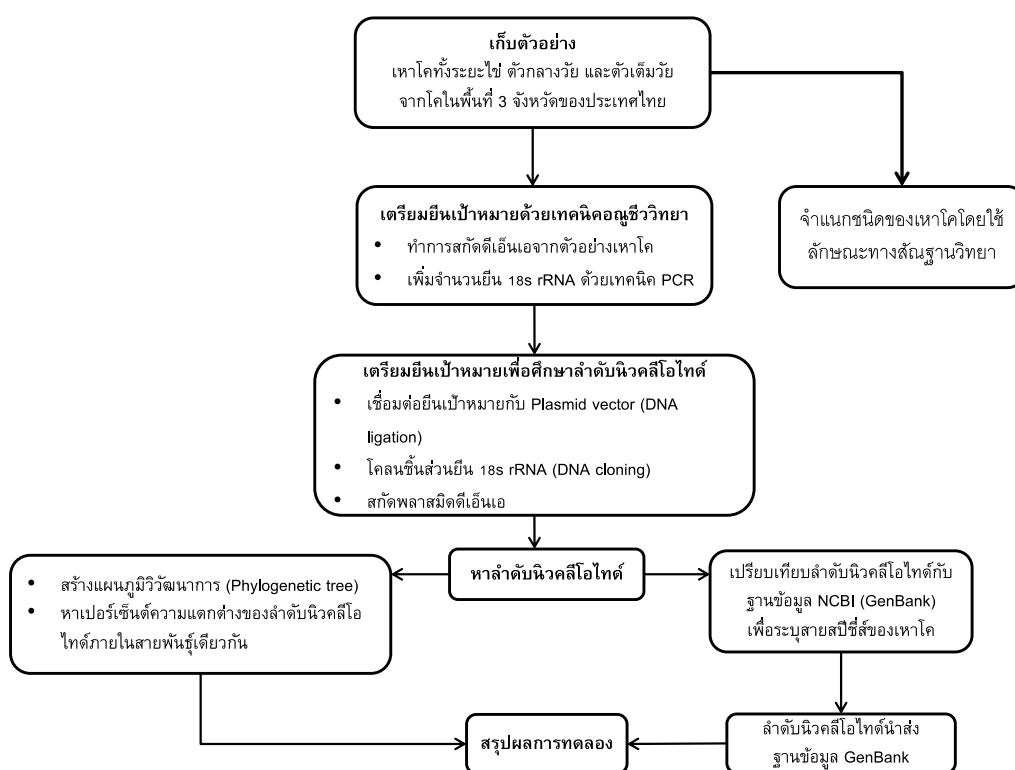 เก็บตัวอย่าง
เหาโคทั้งระยะไข่ ตัวกลางวัย และตัวเต็มวัย
จากโคในพื้นที่ 3 จังหวัดของประเทศไทย
เตรียมยีนเป้าหมายด้วยเทคนิคอณูชีววิทยา
• ทำการสกัดดีเอ็นเอจากตัวอย่างเหาโค
• เพิ่มจำนวนยีน 18s rRNA ด้วยเทคนิค PCR
จำแนกชนิดของเหาโคโดยใช้
ลักษณะทางสัณฐานวิทยา
เตรียมยีนเป้าหมายเพื่อศึกษาลำดับนิวคลีโอไทด์
• เชื่อมต่อยีนเป้าหมายกับ Plasmid vector (DNA
ligation)
• โคลนชิ้นส่วนยีน 18s rRNA (DNA cloning)
• สกัดพลาสมิดดีเอ็นเอ
หาลำดับนิวคลีโอไทด์
• สร้างแผนภูมิวิวัฒนาการ (Phylogenetic tree)
• หาเปอร์เซ็นต์ความแตกต่างของลำดับนิวคลีโอ
ไทด์ภายในสายพันธุ์เดียวกัน
เปรียบเทียบลำดับนิวคลีโอไทด์กับ
ฐานข้อมูล NCBI (GenBank)
เพื่อระบุสายสปีชี่ส์ของเหาโค
สรุปผลการทดลอง
ลำดับนิวคลีโอไทด์นำส่ง
ฐานข้อมูล GenBank